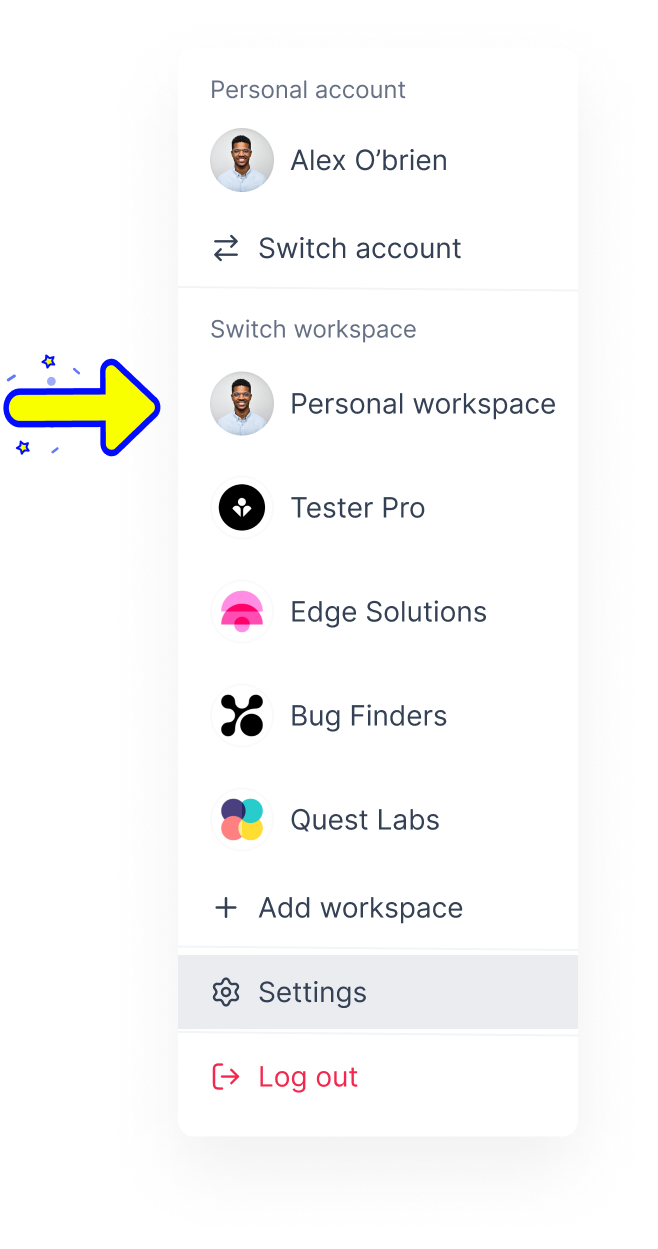 Personal account
Alex O’brien
Switch account
Switch workspace
Personal workspace
Tester Pro
Edge Solutions
Bug Finders
Quest Labs
Add workspace
Settings
Log out